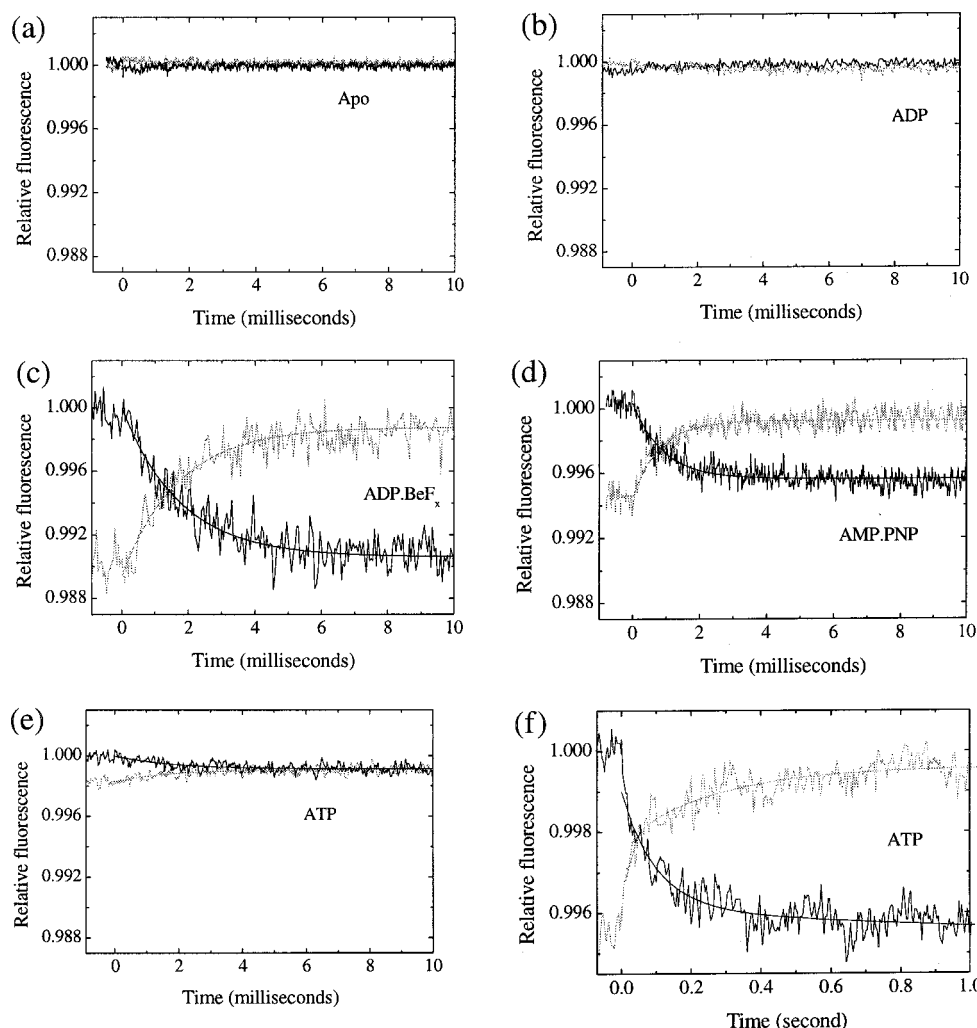 (a)
Relative fluorescence
1.000
0.996
0.992
0.988
Apo
0 2 4 6 8 10
Time (milliseconds)
(b)
Relative fluorescence
1.000
0.996
0.992
0.988
ADP
0 2 4 6 8 10
Time (milliseconds)
(c)
Relative fluorescence
1.000
0.996
0.992
0.988
ADP.BeFx
0 2 4 6 8 10
Time (milliseconds)
(d)
Relative fluorescence
1.000
0.996
0.992
0.988
AMP.PNP
0 2 4 6 8 10
Time (milliseconds)
(e)
Relative fluorescence
1.000
0.996
0.992
0.988
ATP
0 2 4 6 8 10
Time (milliseconds)
(f)
Relative fluorescence
1.000
0.998
0.996
ATP
0.0 0.2 0.4 0.6 0.8 1.0
Time (second)